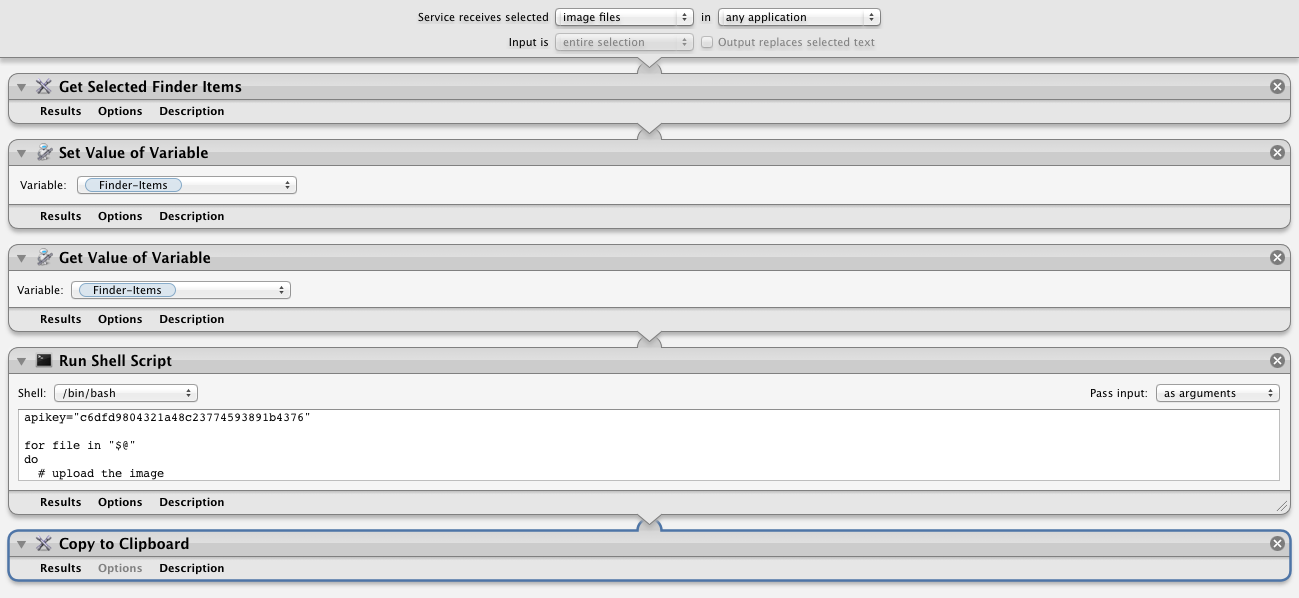 Service receives selected image files in any application
Input is entire selection Output replaces selected text
Get Selected Finder Items
Results Options Description
Set Value of Variable
Variable: Finder-Items
Results Options Description
Get Value of Variable
Variable: Finder-Items
Results Options Description
Run Shell Script
Shell: /bin/bash Pass input: as arguments
apikey="c6dfd9804321a48c23774593891b4376"
for file in "$@"
do
# upload the image
Results Options Description
Copy to Clipboard
Results Options Description